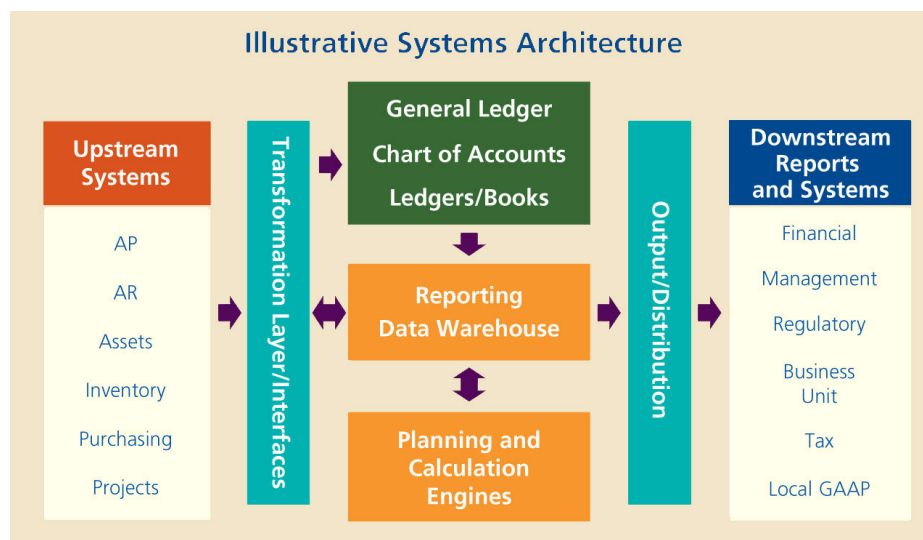 Illustrative Systems Architecture
Upstream
Systems
AP
AR
Assets
Inventory
Purchasing
Projects
Transformation Layer/Interfaces
General Ledger
Chart of Accounts
Ledgers/Books
Reporting
Data Warehouse
Planning and
Calculation
Engines
Output/Distribution
Downstream
Reports
and Systems
Financial
Management
Regulatory
Business
Unit
Tax
Local GAAP